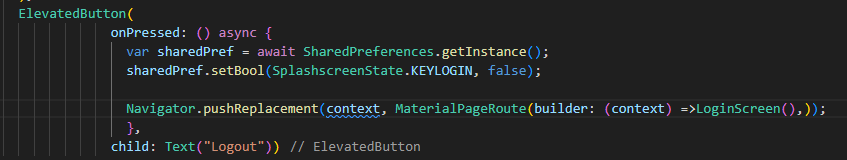 ElevatedButton(
onPressed: () async {
var sharedPref = await SharedPreferences.getInstance();
sharedPref.setBool(SplashscreenState.KEYLOGIN, false);
Navigator.pushReplacement(context, MaterialPageRoute(builder: (context) =>LoginScreen(),));
},
child: Text("Logout")) // ElevatedButton